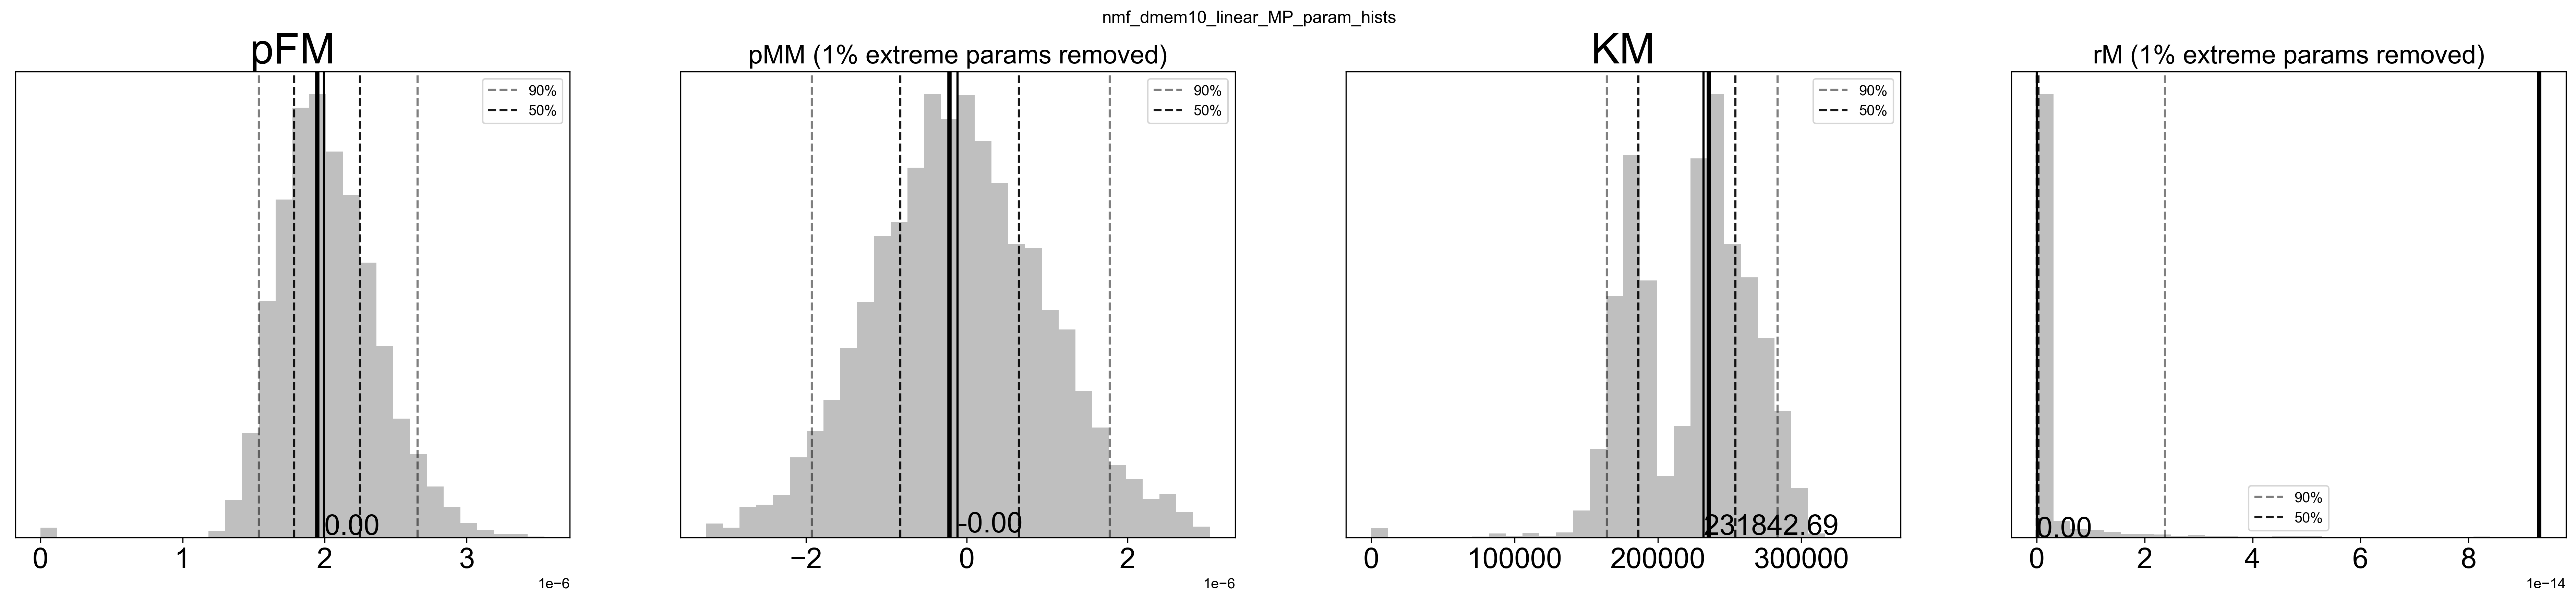 nmf_dmem10_linear_MP_param_hists
pFM
90%
50%
0.00
0 1 2 3
1e−6
pMM (1% extreme params removed)
90%
50%
-0.00
−2 0 2
1e−6
KM
90%
50%
231842.69
0 100000 200000 300000
rM (1% extreme params removed)
90%
50%
0.00
0 2 4 6 8
1e−14